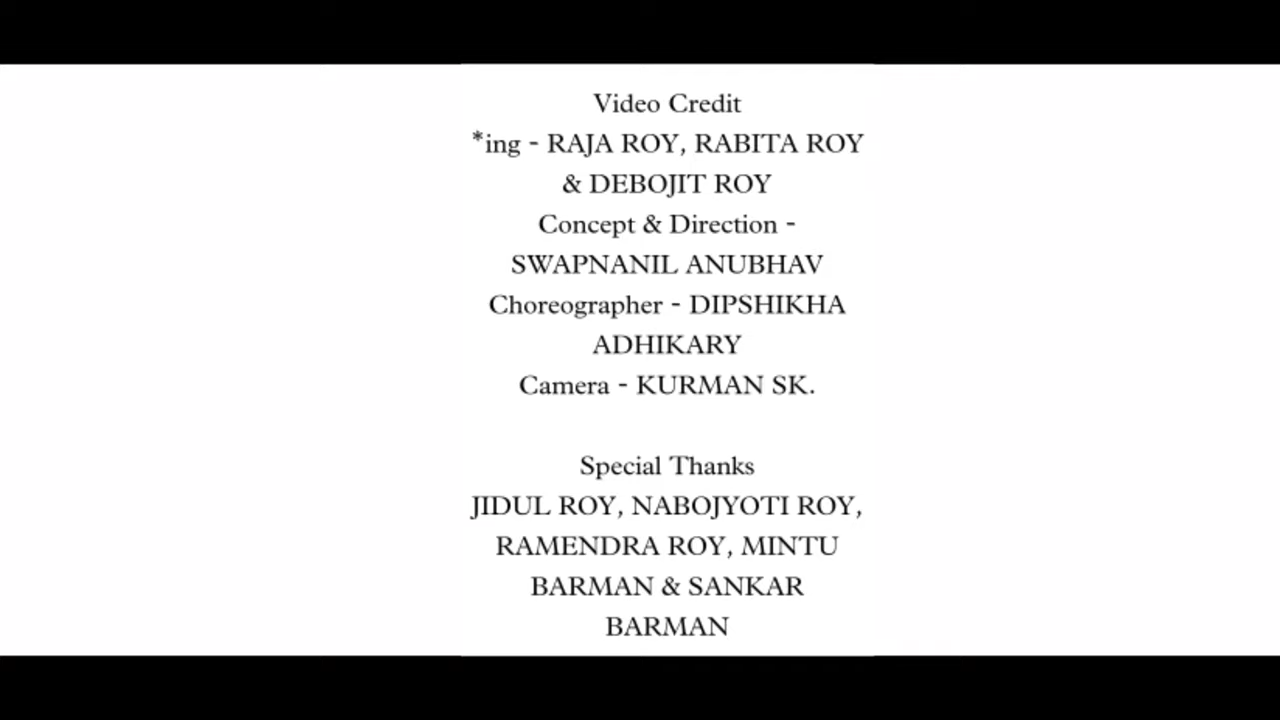 Video Credit
*ing - RAJA ROY, RABITA ROY
& DEBOJIT ROY
Concept & Direction -
SWAPNANIL ANUBHAV
Choreographer - DIPSHIKHA
ADHIKARY
Camera - KURMAN SK.
Special Thanks
JIDUL ROY, NABOJYOTI ROY,
RAMENDRA ROY, MINTU
BARMAN & SANKAR
BARMAN